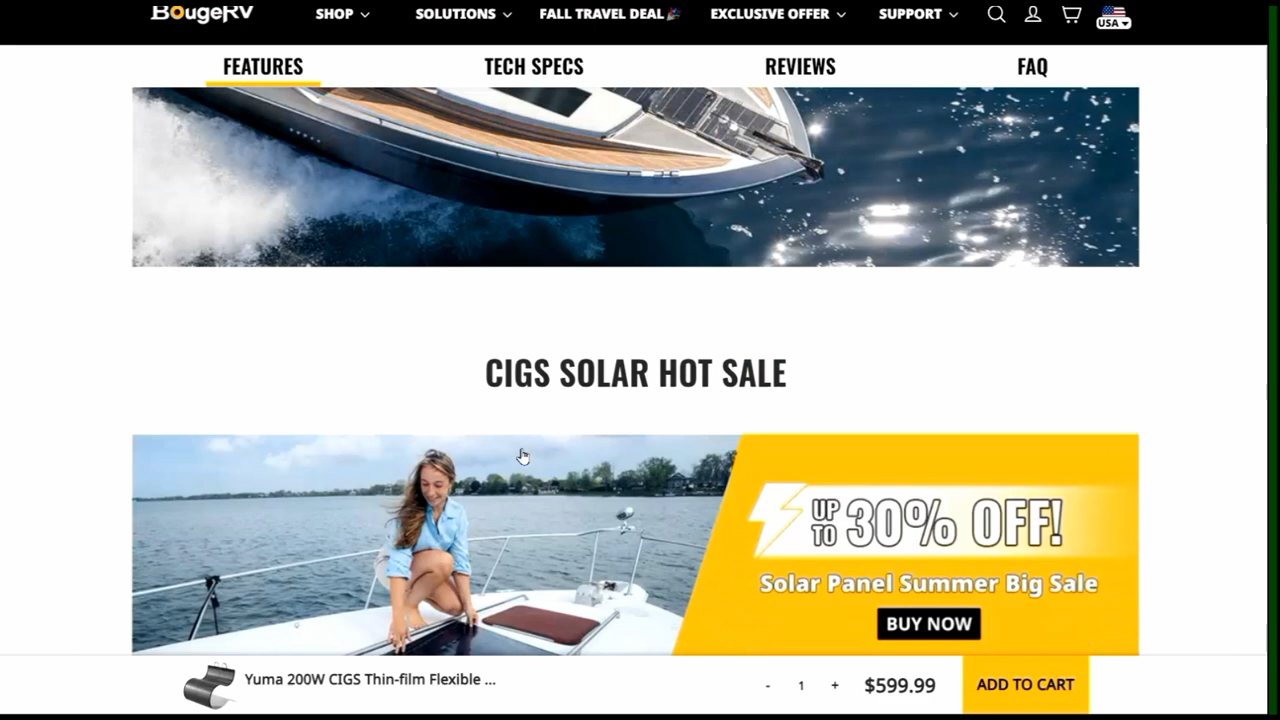 BougeRV
SHOP
SOLUTIONS
FALL TRAVEL DEAL
EXCLUSIVE OFFER
SUPPORT
USA
FEATURES
TECH SPECS
REVIEWS
FAQ
CIGS SOLAR HOT SALE
UP TO 30% OFF!
Solar Panel Summer Big Sale
BUY NOW
Yuma 200W CIGS Thin-film Flexible ...
- 1 +
$599.99
ADD TO CART